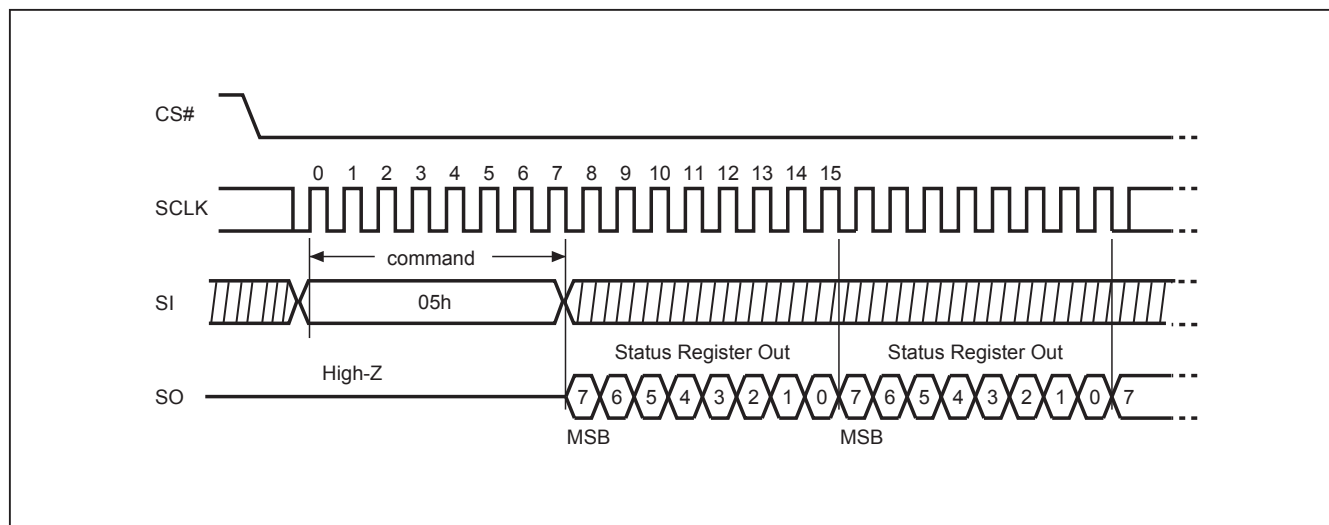 CS#
0 1 2 3 4 5 6 7 8 9 10 11 12 13 14 15
SCLK
command
SI 05h
Status Register Out Status Register Out
High-Z
SO 7 6 5 4 3 2 1 0 7 6 5 4 3 2 1 0 7
MSB MSB